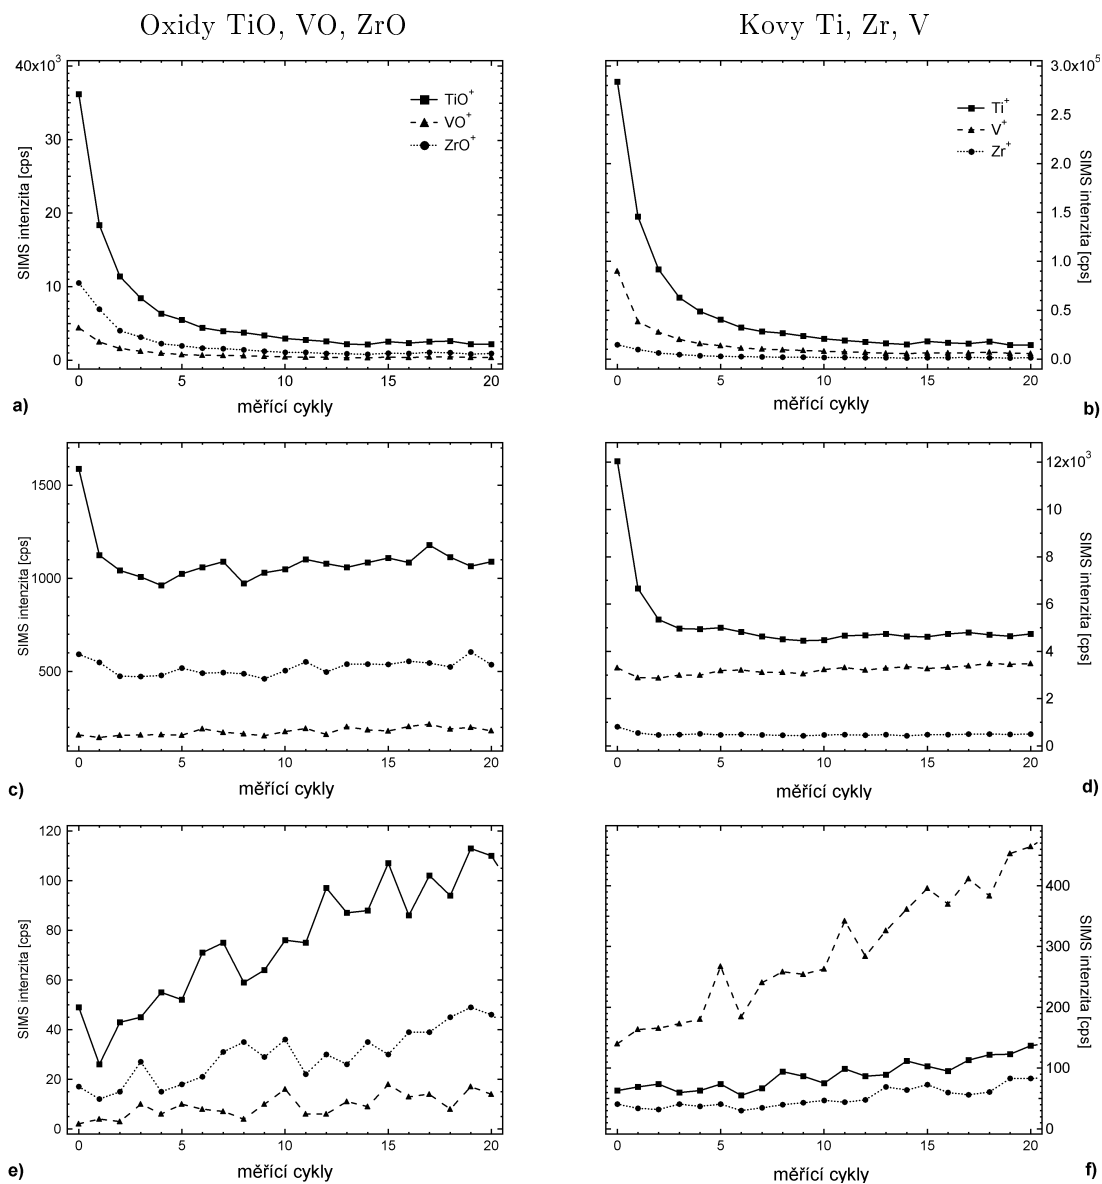 Oxidy TiO, VO, ZrO
Kovy Ti, Zr, V
40x10³
30
20
10
0
SIMS intenzita [cps]
TiO⁺
VO⁺
ZrO⁺
0 5 10 15 20
měřící cykly
a)
3.0x10⁵
2.5
2.0
1.5
1.0
0.5
0.0
SIMS intenzita [cps]
Ti⁺
V⁺
Zr⁺
0 5 10 15 20
měřící cykly
b)
1500
1000
500
SIMS intenzita [cps]
0 5 10 15 20
měřící cykly
c)
12x10³
10
8
6
4
2
0
SIMS intenzita [cps]
0 5 10 15 20
měřící cykly
d)
120
100
80
60
40
20
0
SIMS intenzita [cps]
0 5 10 15 20
měřící cykly
e)
400
300
200
100
0
SIMS intenzita [cps]
0 5 10 15 20
měřící cykly
f)